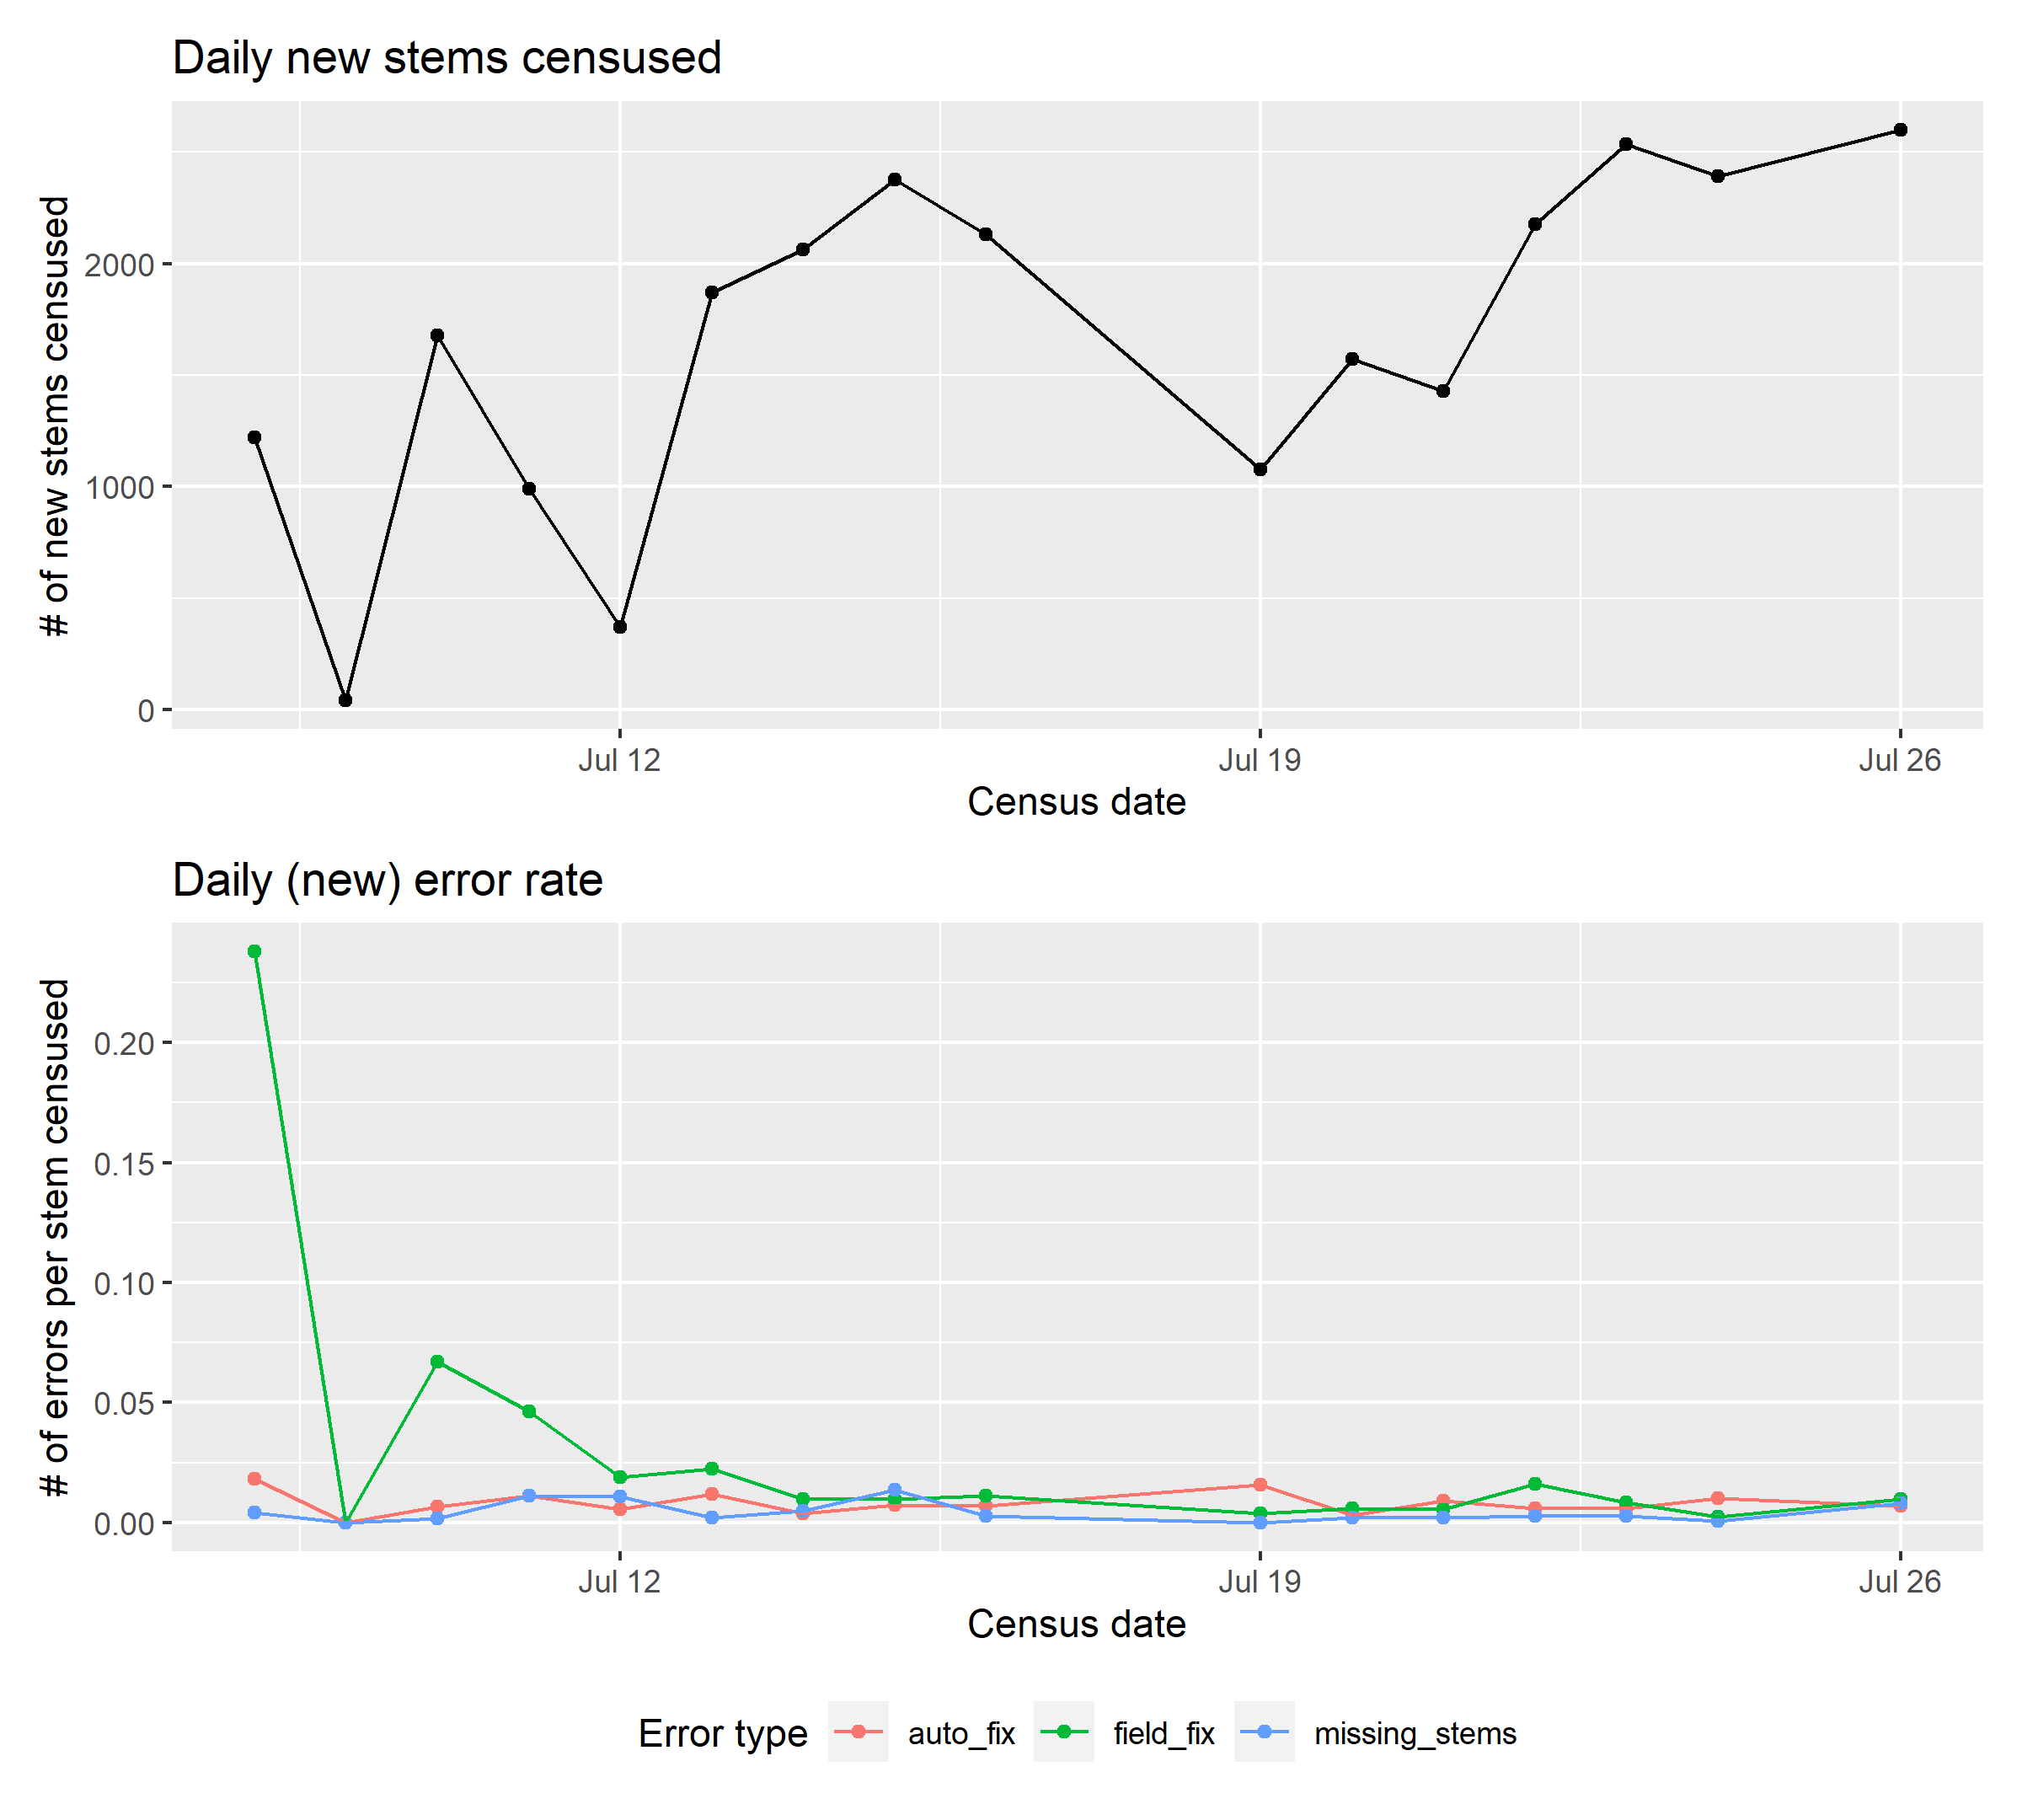 Daily new stems censused
# of new stems censused
2000
1000
0
Jul 12 Jul 19 Jul 26
Census date
Daily (new) error rate
# of errors per stem censused
0.20
0.15
0.10
0.05
0.00
Jul 12 Jul 19 Jul 26
Census date
Error type auto_fix field_fix missing_stems